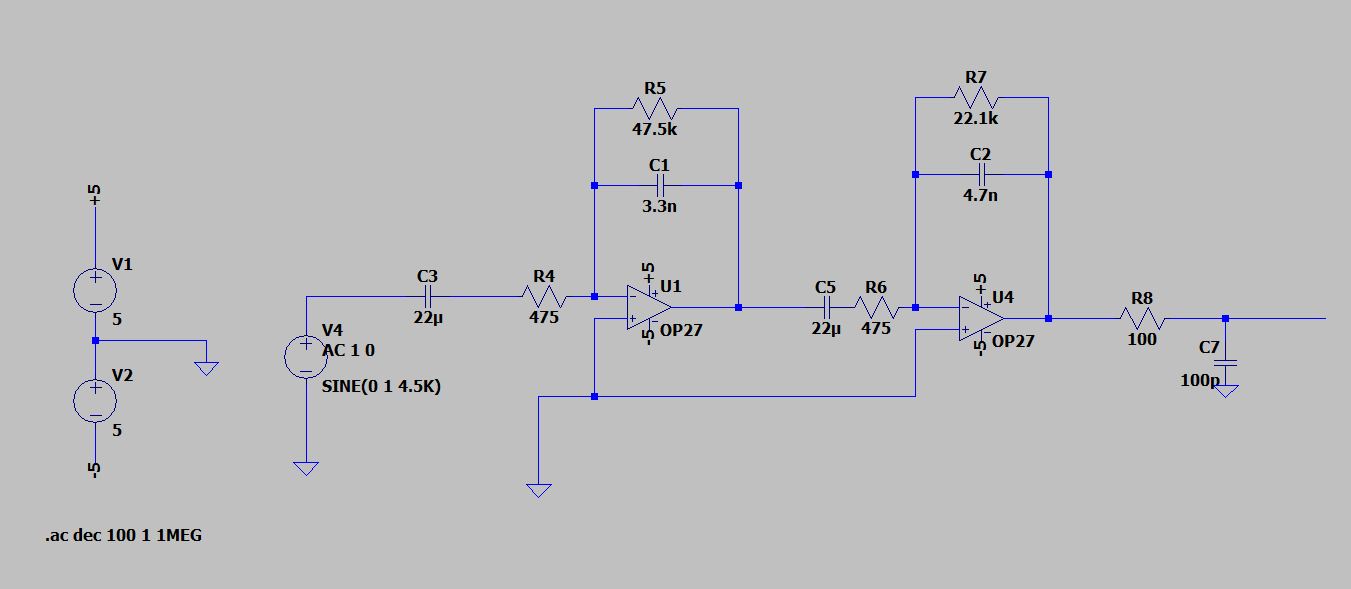 R7
22.1k
C2
4.7n
R5
47.5k
C1
3.3n
+5
V1
5
V2
5
-5
C3
22µ
R4
475
+5
U1
-5
OP27
C5
22µ
R6
475
+5
U4
-5
OP27
R8
100
C7
100p
V4
AC 1 0
SINE(0 1 4.5K)
.ac dec 100 1 1MEG